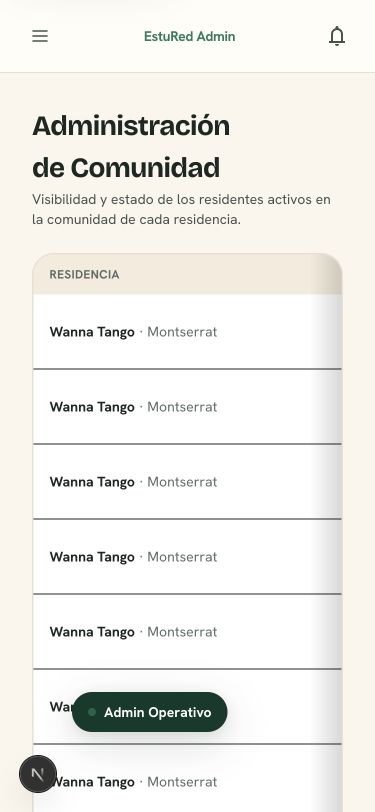 EstuRed Admin
Administración
de Comunidad
Visibilidad y estado de los residentes activos en
la comunidad de cada residencia.
RESIDENCIA
Wanna Tango · Montserrat
Wanna Tango · Montserrat
Wanna Tango · Montserrat
Wanna Tango · Montserrat
Wanna Tango · Montserrat
Admin Operativo
Wanna Tango · Montserrat